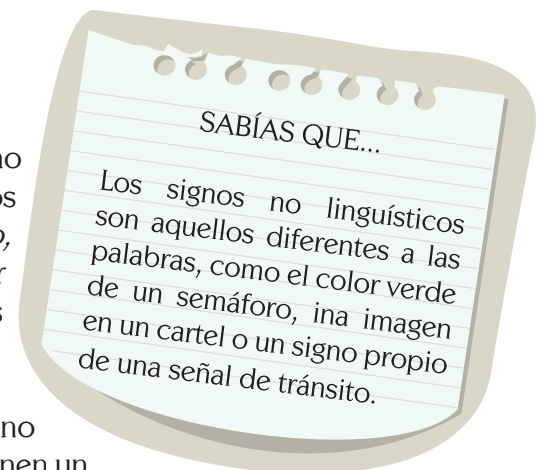 SABÍAS QUE...
Los signos no linguísticos
son aquellos diferentes a las
palabras, como el color verde
de un semáforo, ina imagen
en un cartel o un signo propio
de una señal de tránsito.